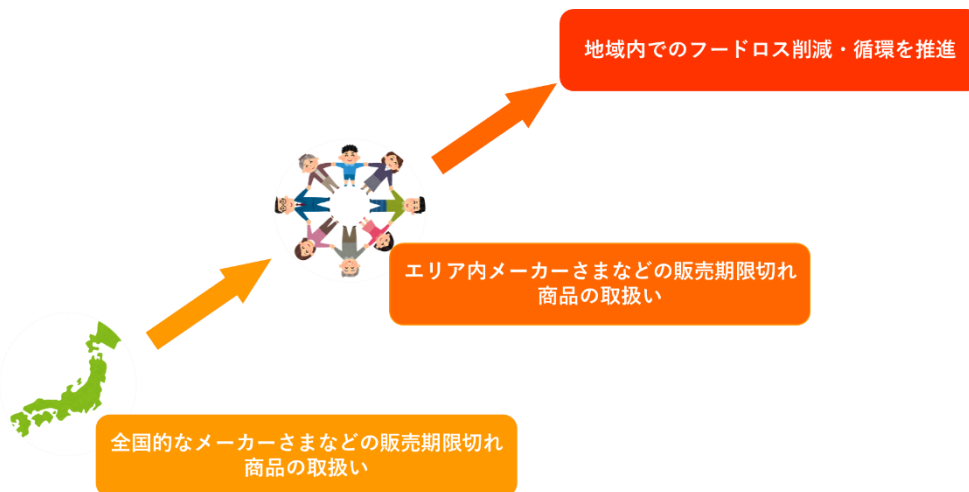 地域内でのフードロス削減・循環を推進
エリア内メーカーさまなどの販売期限切れ
商品の取扱い
全国的なメーカーさまなどの販売期限切れ
商品の取扱い